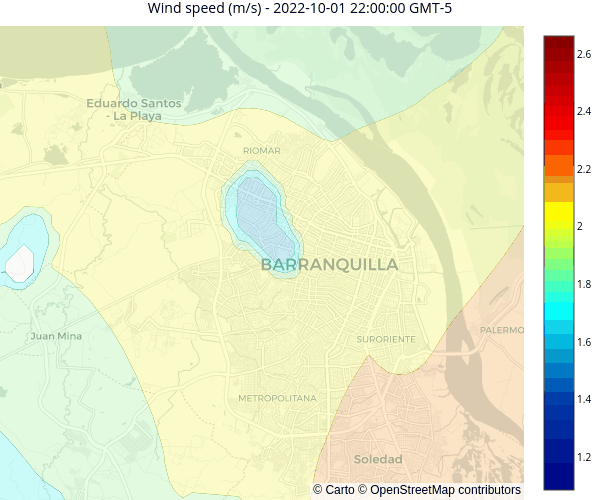 Wind speed (m/s) - 2022-10-01 22:00:00 GMT-5
Eduardo Santos
- La Playa
RIOMAR
BARRANQUILLA
Juan Mina
SURORIENTE
PALERMO
METROPOLITANA
Soledad
© Carto © OpenStreetMap contributors
2.6
2.4
2.2
2
1.8
1.6
1.4
1.2